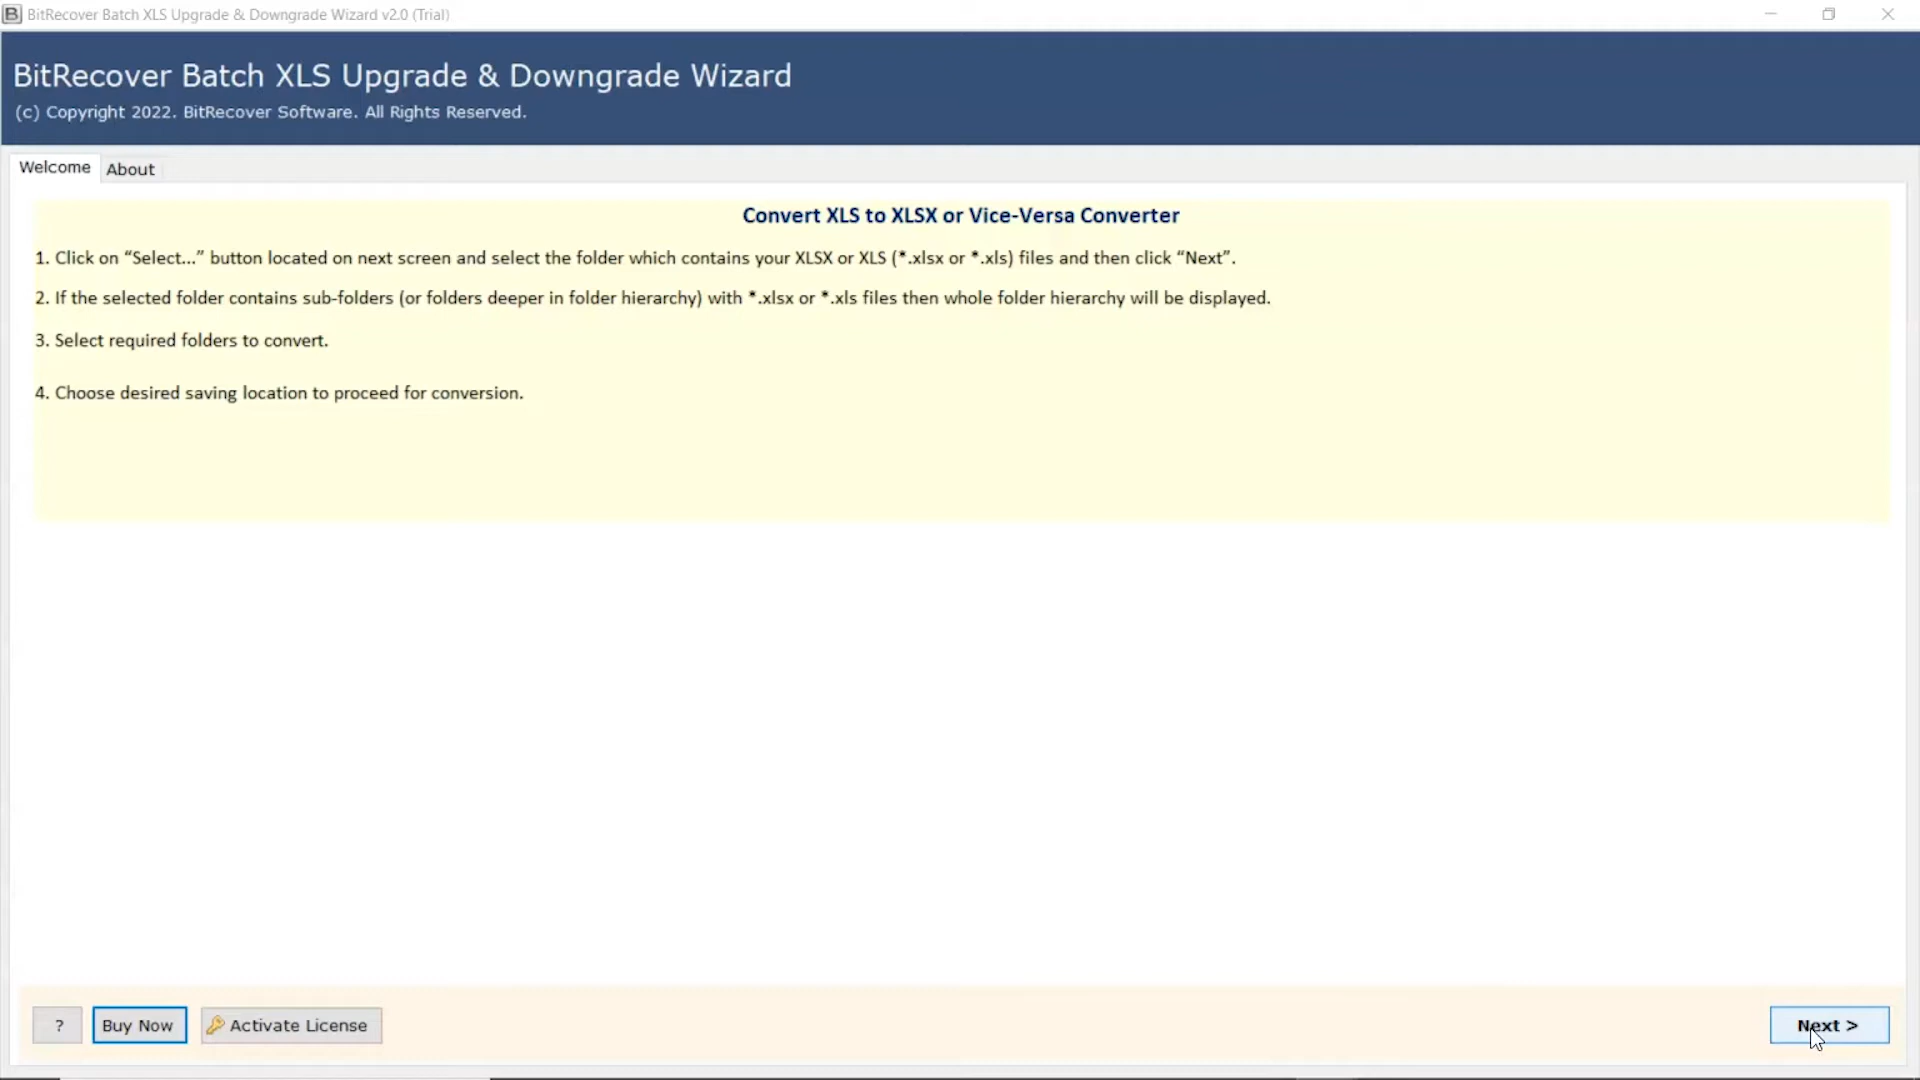 BitRecover Batch XLS Upgrade & Downgrade Wizard v2.0 (Trial)
BitRecover Batch XLS Upgrade & Downgrade Wizard
(c) Copyright 2022. BitRecover Software. All Rights Reserved.
Welcome About
Convert XLS to XLSX or Vice-Versa Converter
1. Click on “Select...” button located on next screen and select the folder which contains your XLSX or XLS (*.xlsx or *.xls) files and then click “Next”.
2. If the selected folder contains sub-folders (or folders deeper in folder hierarchy) with *.xlsx or *.xls files then whole folder hierarchy will be displayed.
3. Select required folders to convert.
4. Choose desired saving location to proceed for conversion.
? Buy Now Activate License Next >